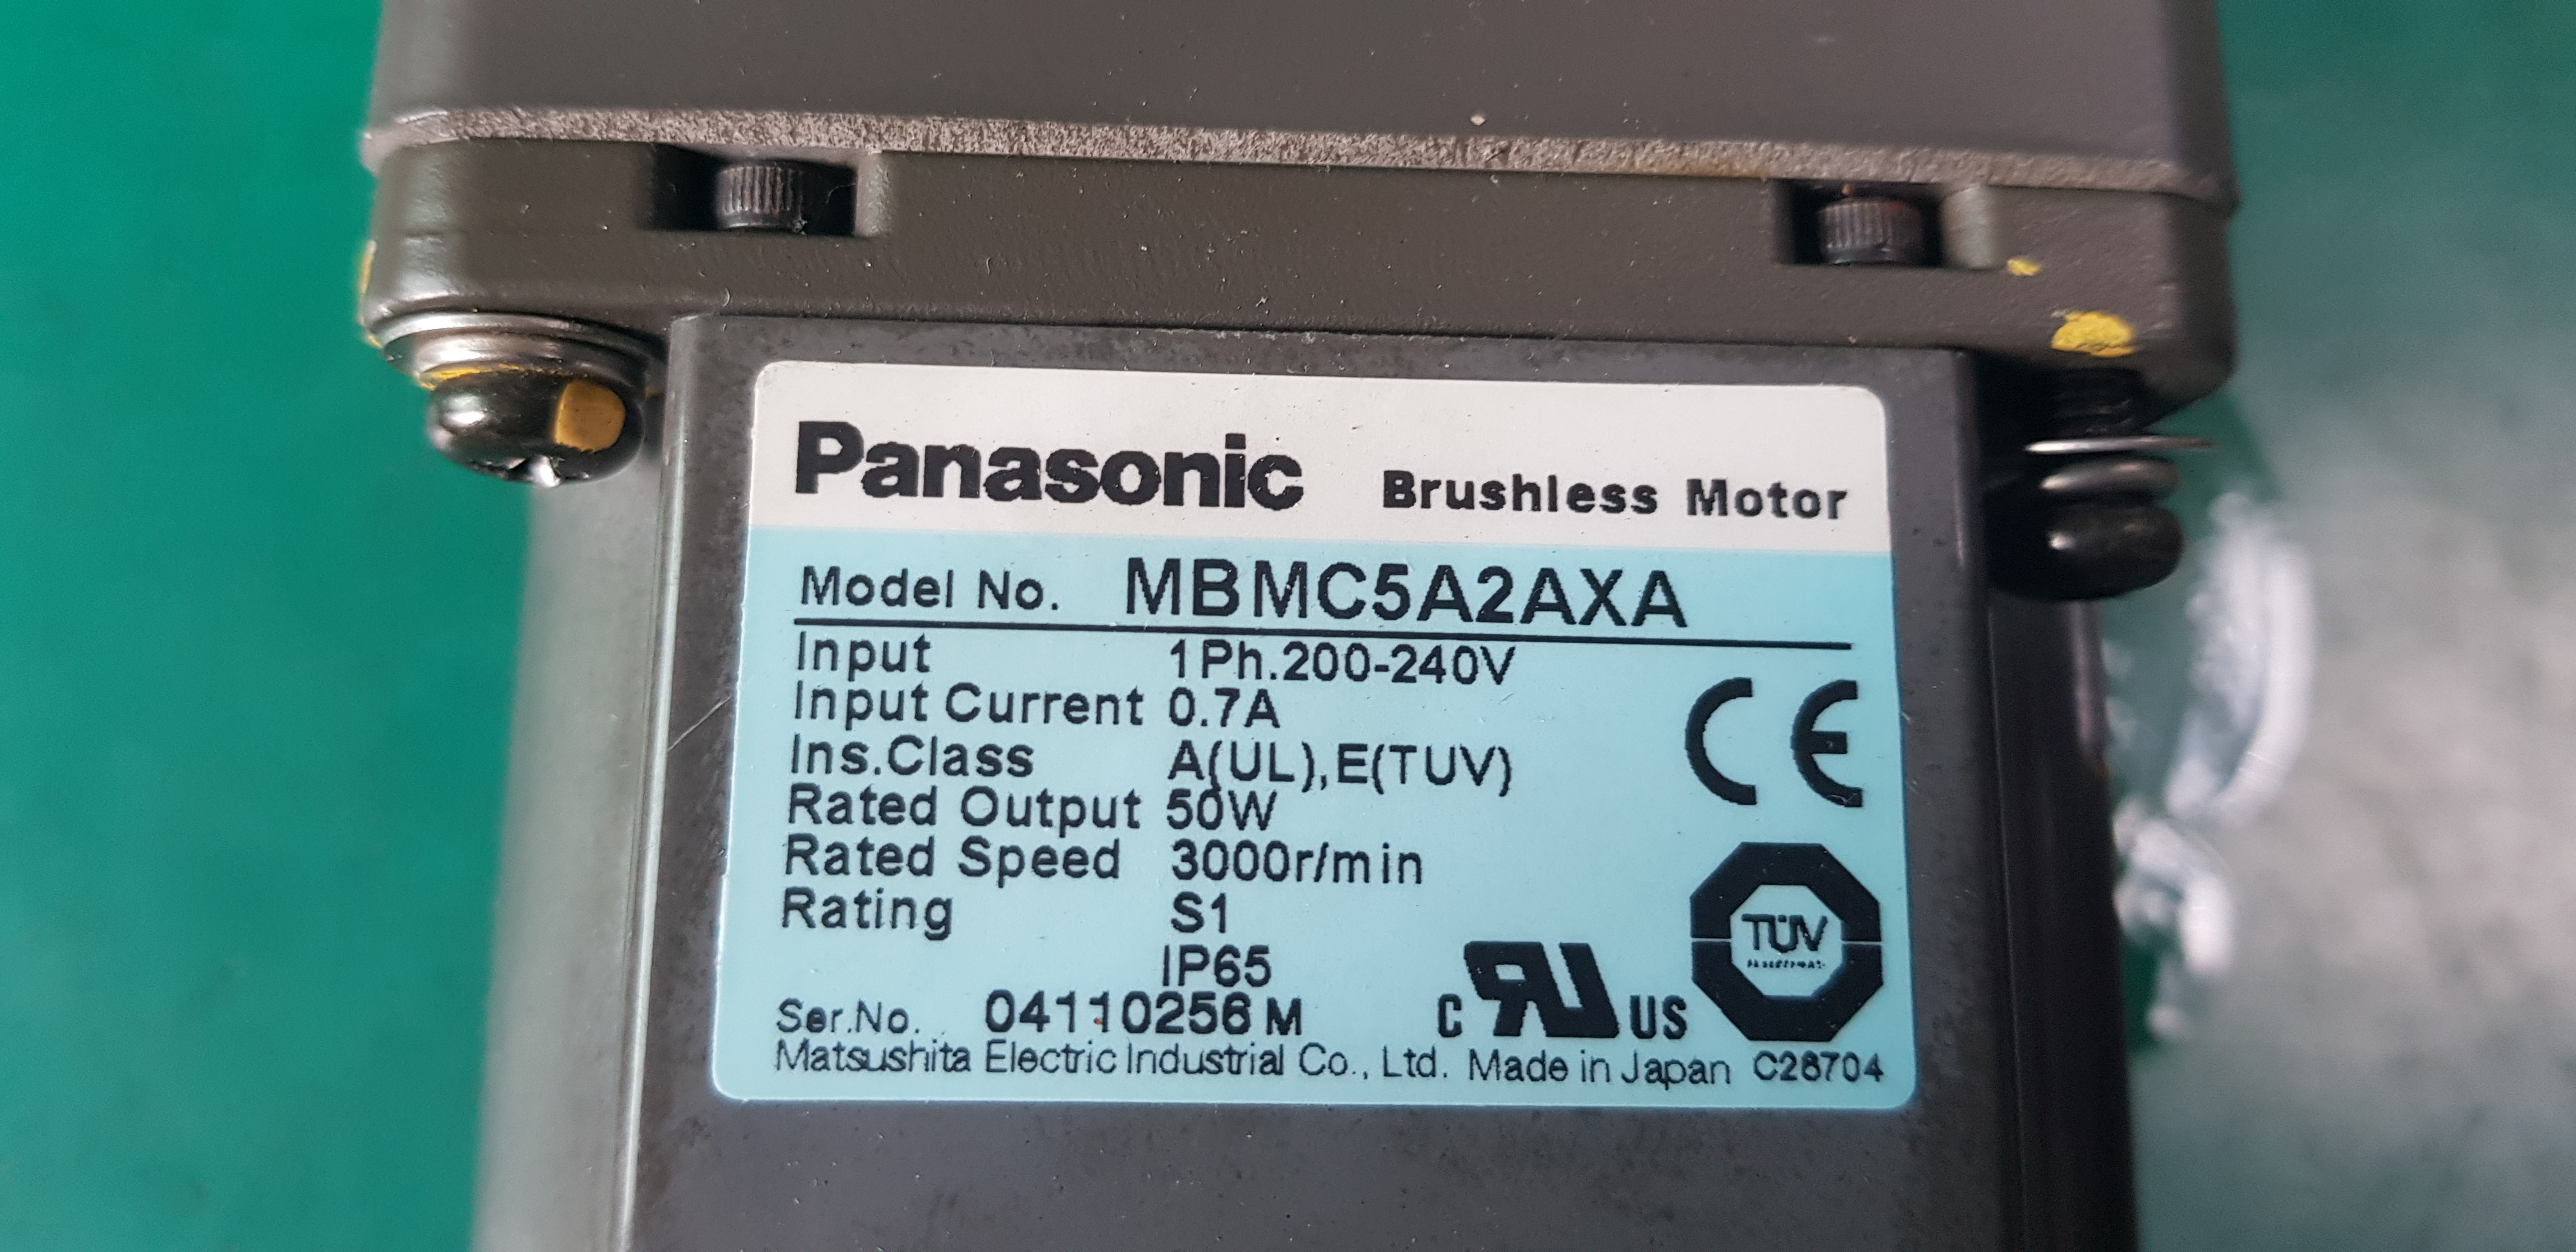 Panasonic Brushless Motor
Model No. MBMC5A2AXA
Input 1Ph.200-240V
Input Current 0.7A
Ins.Class A(UL),E(TUV)
Rated Output 50W
Rated Speed 3000r/min
Rating S1
IP65
Ser.No. 04110256 M
Matsushita Electric Industrial Co., Ltd. Made in Japan C28704
CE
TÜV
c RU US